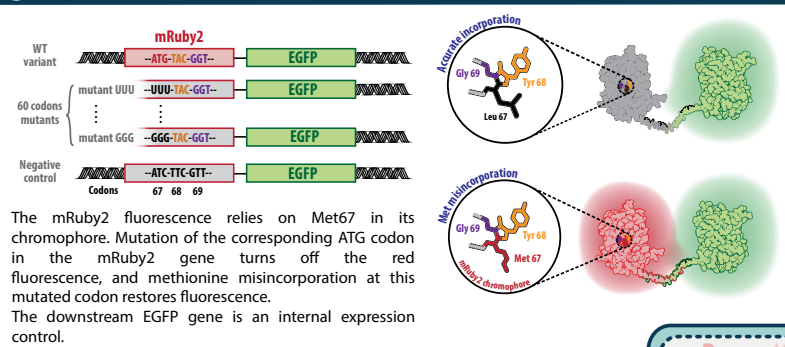 mRuby2
WT
variant
--ATG-TAC-GGT--
EGFP
60 codons
mutants
mutant UUU
--UUU-TAC-GGT--
EGFP
mutant GGG
--GGG-TAC-GGT--
EGFP
Negative
control
--ATC-TTC-GTT--
EGFP
Codons
67 68 69
The mRuby2 fluorescence relies on Met67 in its
chromophore. Mutation of the corresponding ATG codon
in the mRuby2 gene turns off the red
fluorescence, and methionine misincorporation at this
mutated codon restores fluorescence.
The downstream EGFP gene is an internal expression
control.
Accurate incorporation
Gly 69
Tyr 68
Leu 67
Met misincorporation
Gly 69
Tyr 68
Met 67
mRuby2 chromophore